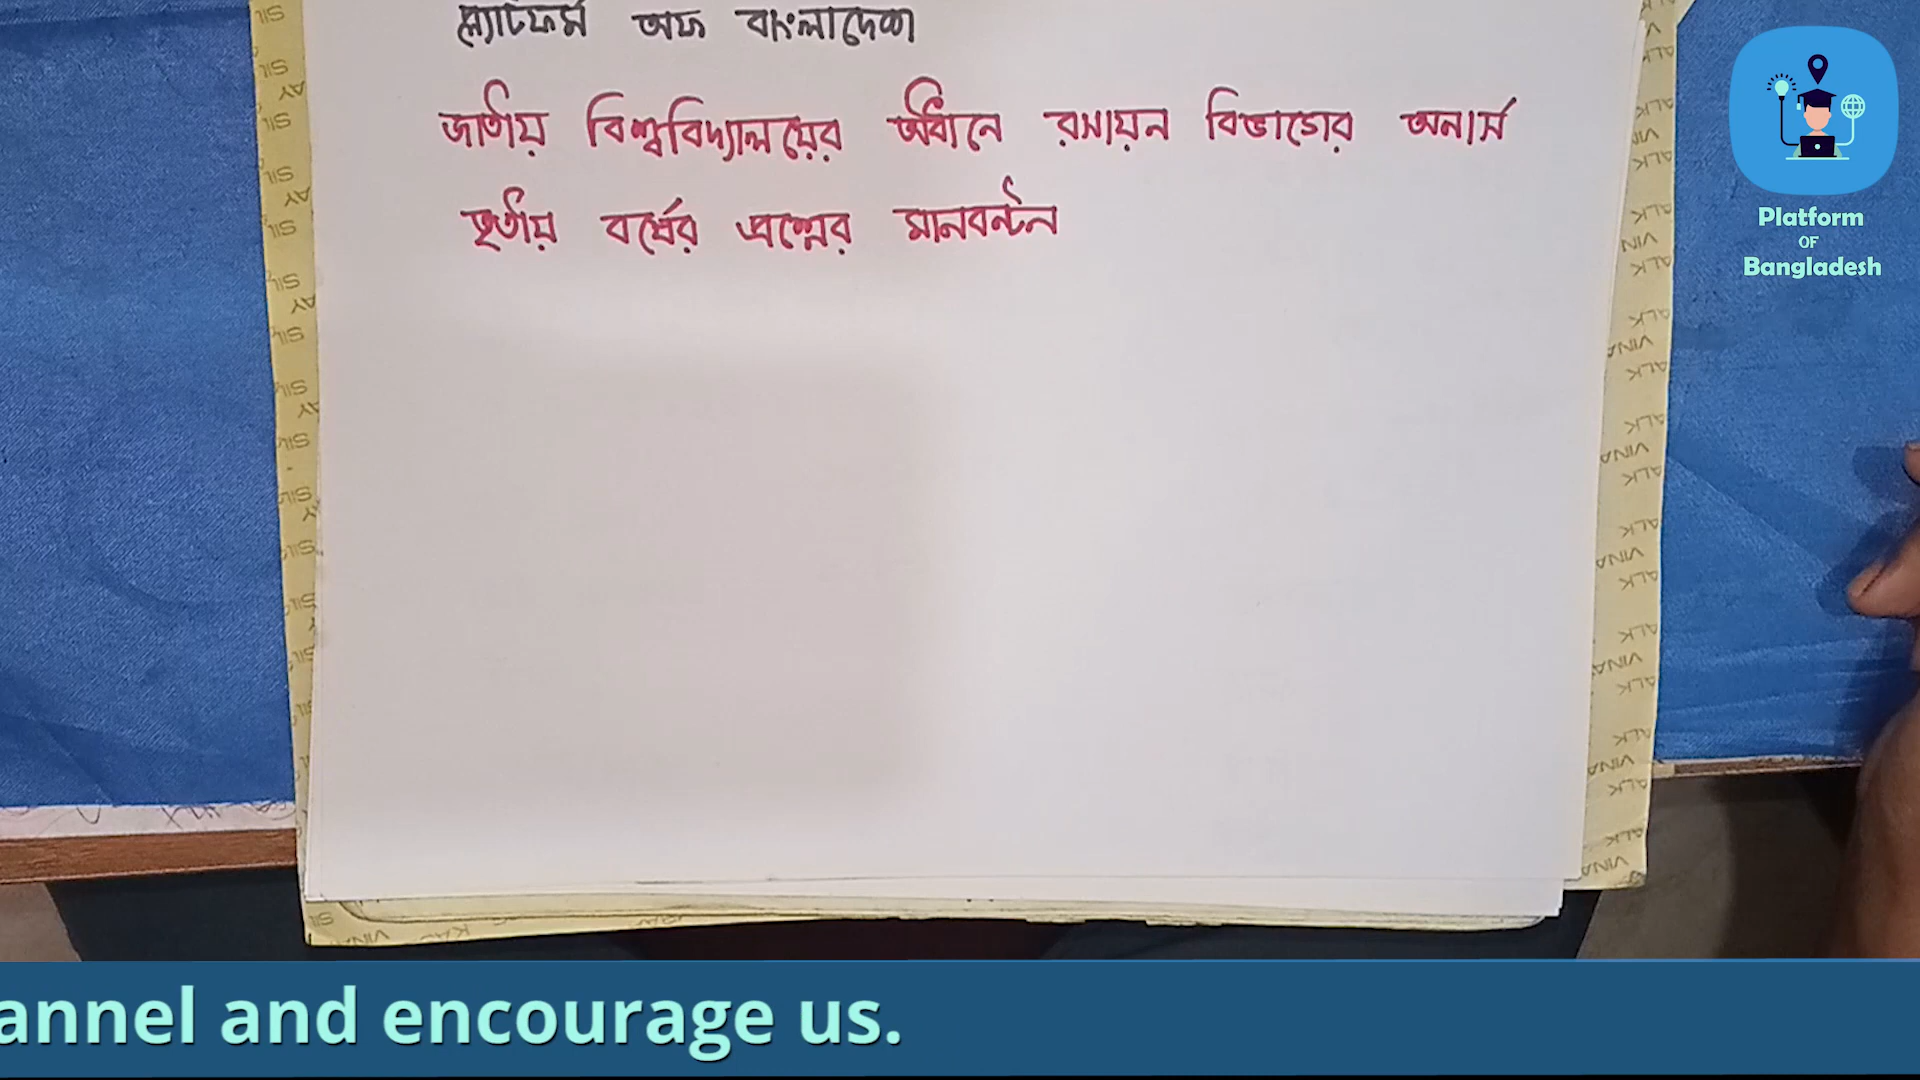 প্ল্যাটফর্ম অফ বাংলাদেশ
জাতীয় বিশ্ববিদ্যালয়ের অধীনে রসায়ন বিভাগের অনার্স
তৃতীয় বর্ষের প্রশ্নের মানবন্টন
Platform
OF
Bangladesh
annel and encourage us.